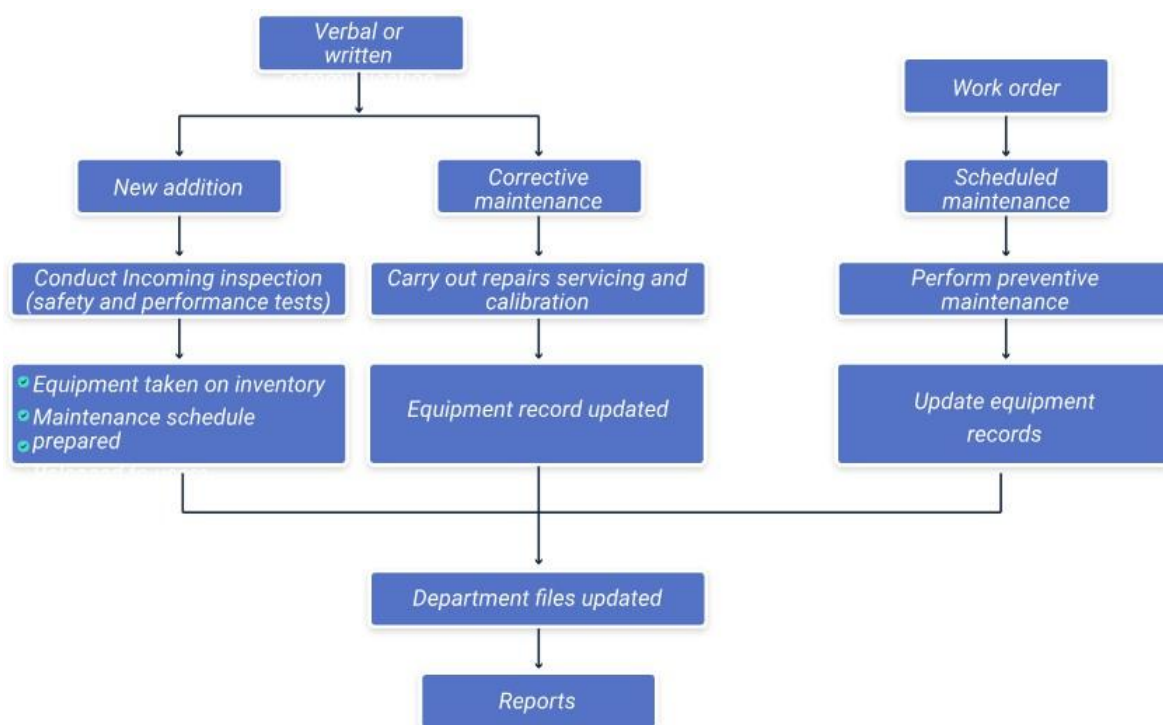 Verbal or
written
communication
Work order
New addition
Corrective
maintenance
Scheduled
maintenance
Conduct Incoming inspection
(safety and performance tests)
Carry out repairs servicing and
calibration
Perform preventive
maintenance
Equipment taken on inventory
Maintenance schedule
prepared
Equipment record updated
Update equipment
records
Department files updated
Reports